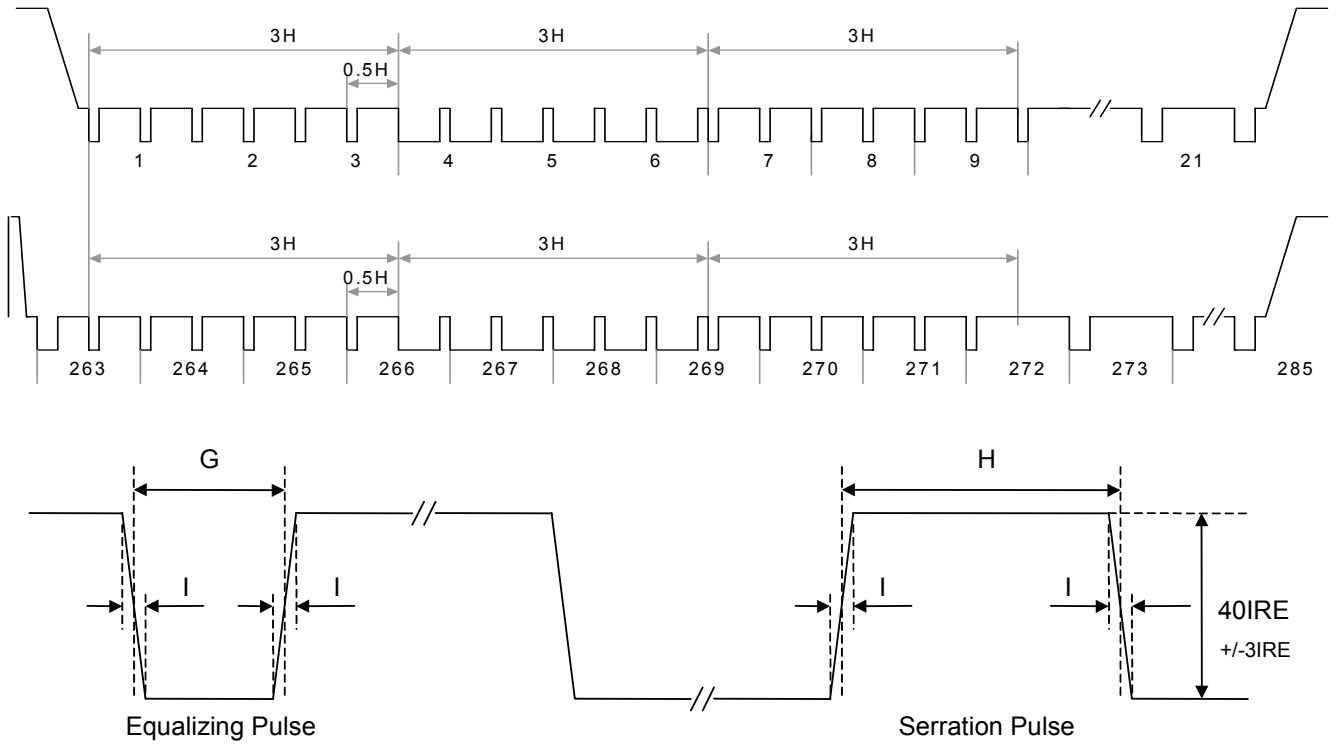 3H 3H 3H
0.5H
1 2 3 4 5 6 7 8 9 21
3H 3H 3H
0.5H
263 264 265 266 267 268 269 270 271 272 273 285
G H
I I I I
40IRE
+/-3IRE
Equalizing Pulse Serration Pulse